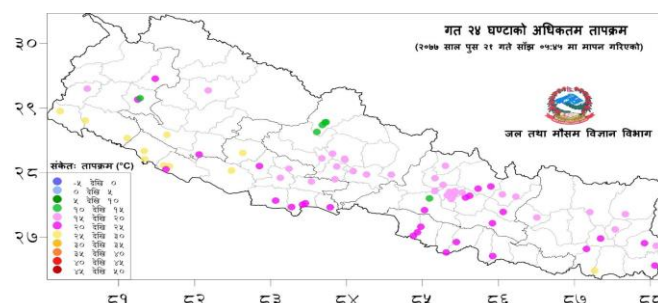 गत २४ घण्टाको अधिकतम तापक्रम
(२०७७ साल पुस २१ गते साँझ ०५:४५ मा मापन गरिएको)
जल तथा मौसम विज्ञान विभाग
३०
२९
२८
२७
संकेतः तापक्रम (°C)
-५ देखि ०
० देखि ५
५ देखि १०
१० देखि १५
१५ देखि २०
२० देखि २५
२५ देखि ३०
३० देखि ३५
३५ देखि ४०
४० देखि ४५
४५ देखि ५०
८१ ८२ ८३ ८४ ८५ ८६ ८७ ८८